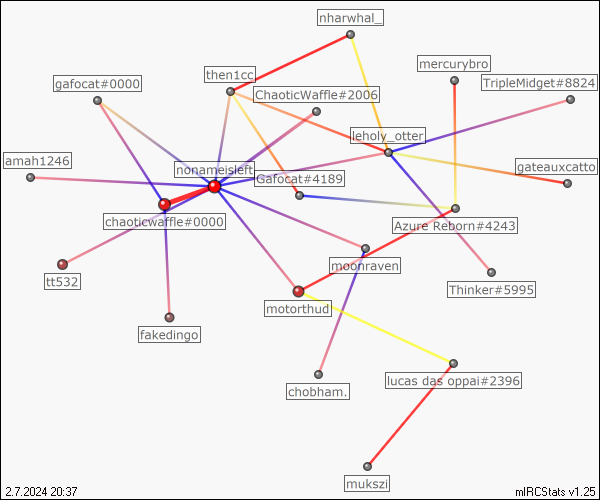 nharwhal_
mercurybro
then1cc
gafocat#0000
TripleMidget#8824
ChaoticWaffle#2006
leholy_otter
amah1246
nonameisleft
gateauxcatto
Gafocat#4189
chaoticwaffle#0000
Azure Reborn#4243
moonraven
tt532
Thinker#5995
motorthud
fakedingo
lucas das oppai#2396
chobham.
mukszi
2.7.2024 20:37
mIRCStats v1.25